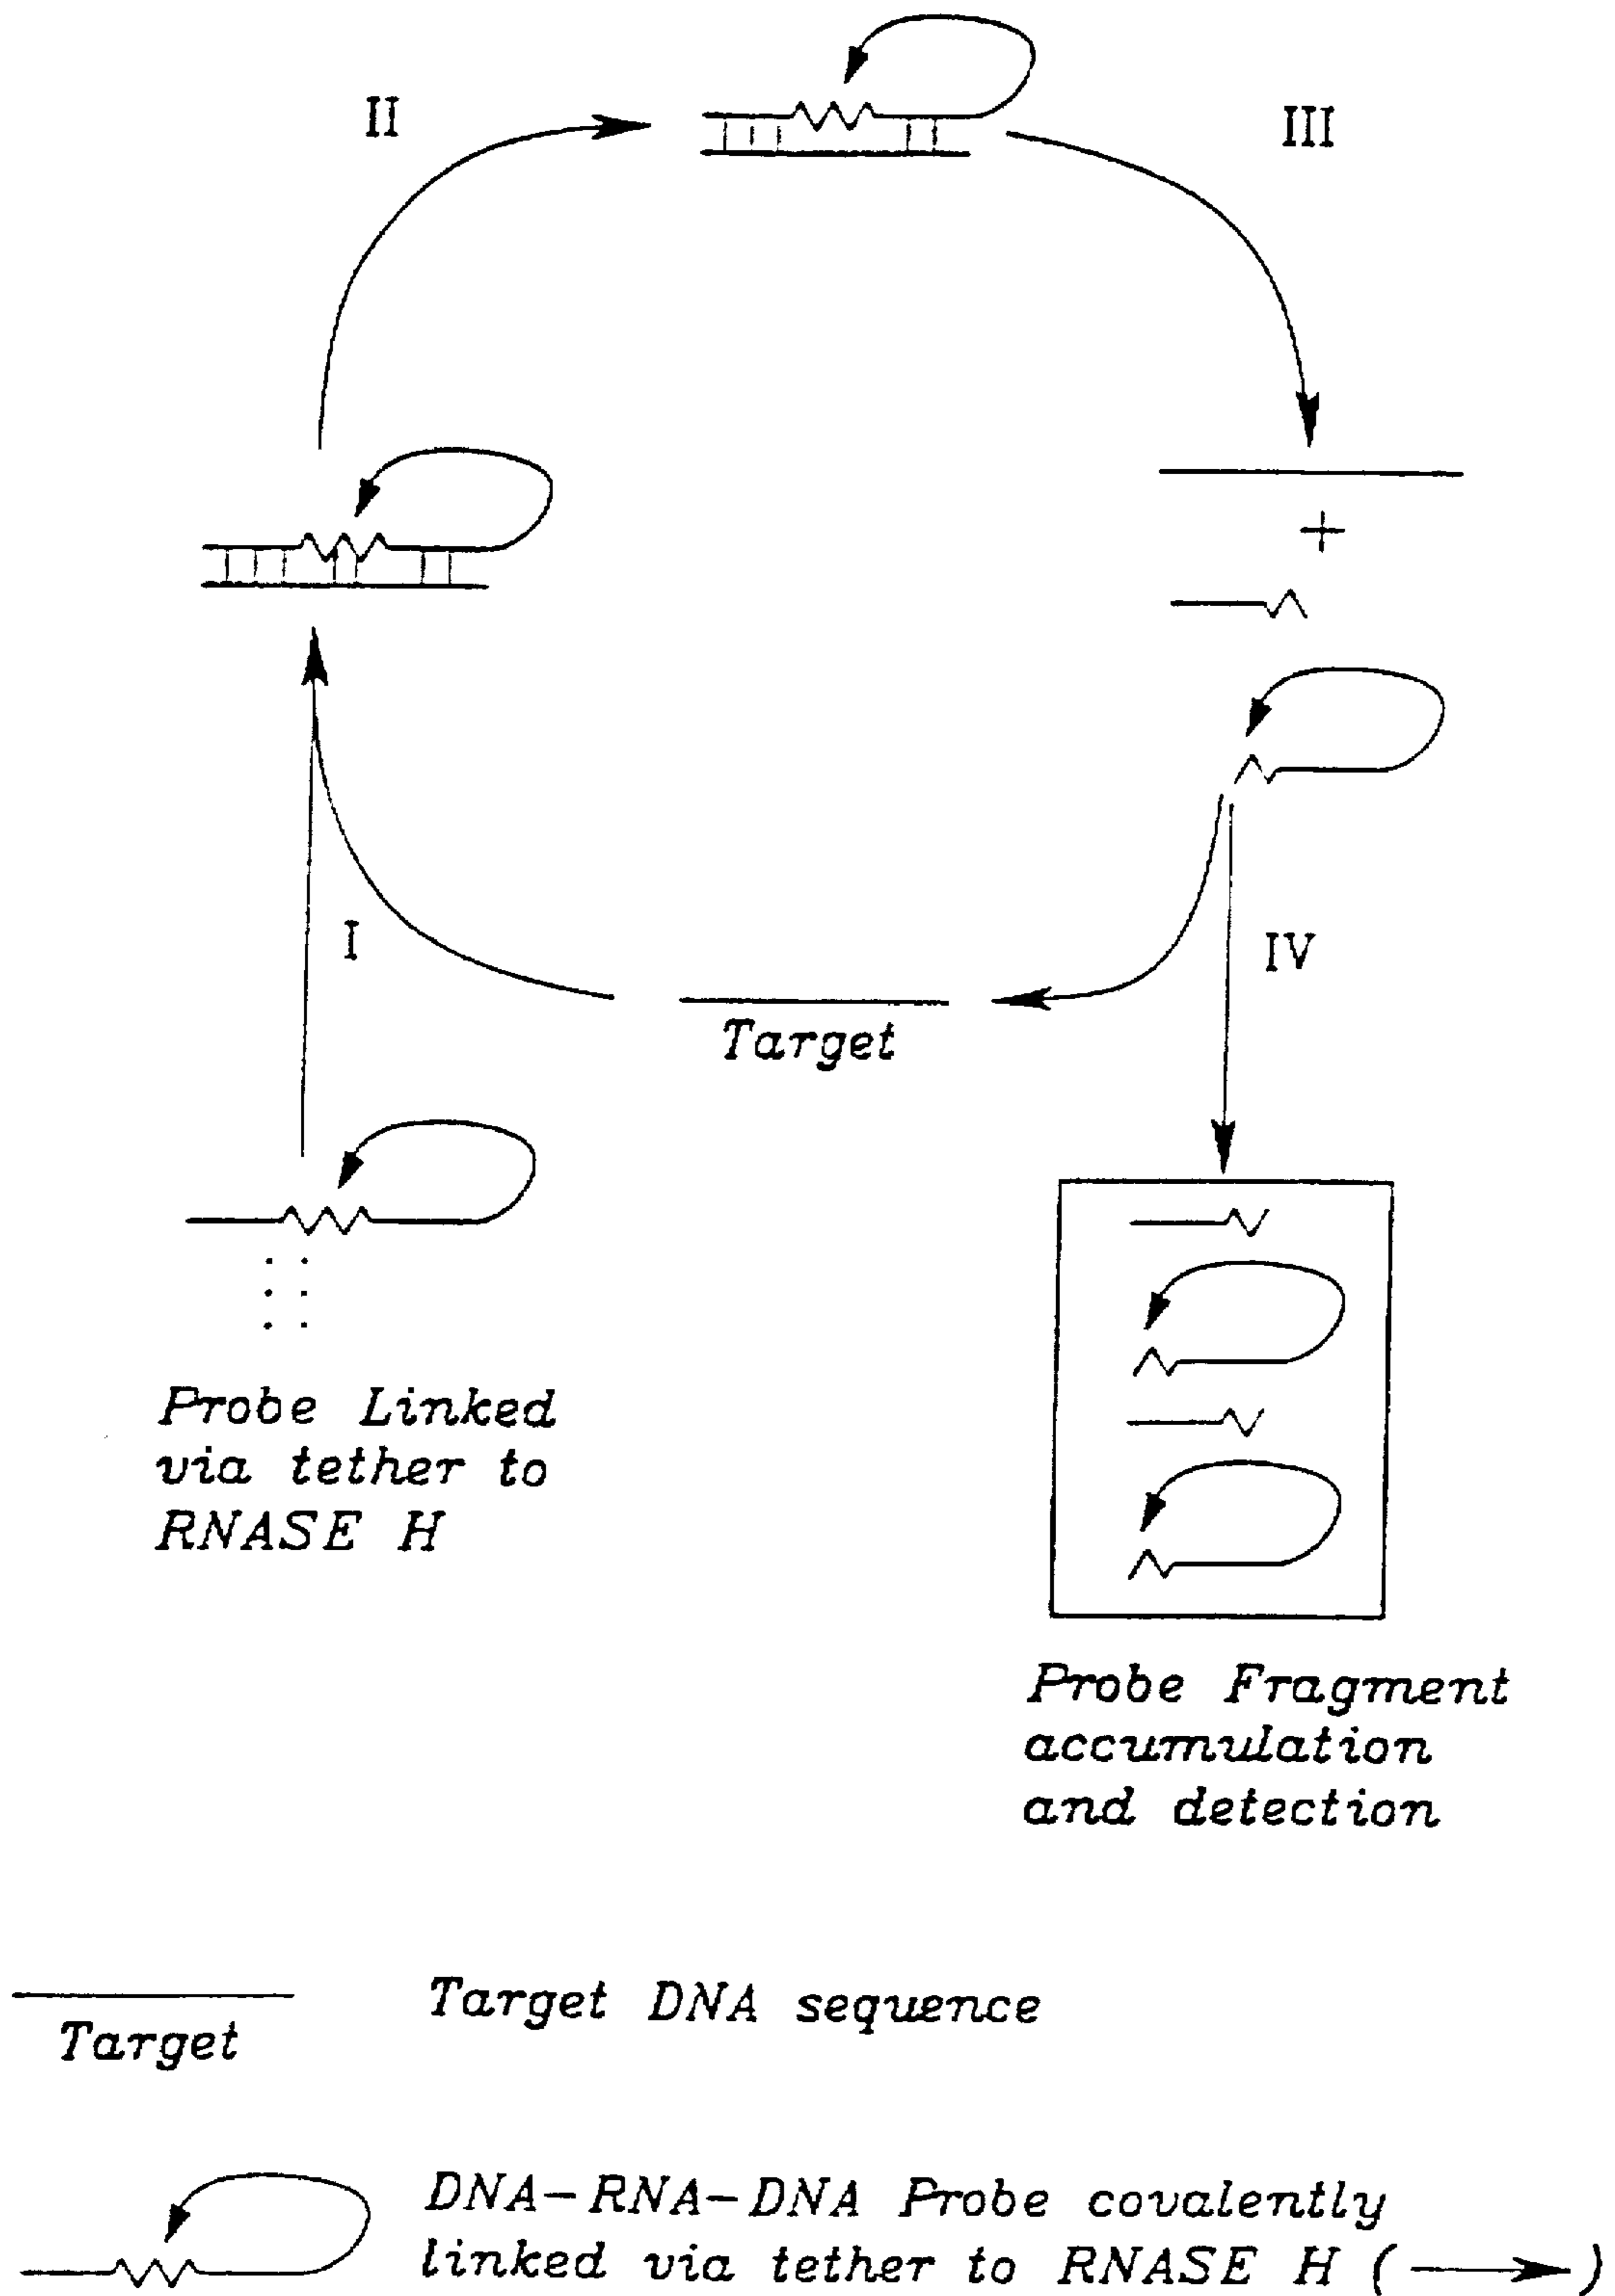 II
III
+
I
IV
Target
Probe Linked
via tether to
RNASE H
Probe Fragment
accumulation
and detection
Target DNA sequence
Target
DNA-RNA-DNA Probe covalently
linked via tether to RNASE H ( )